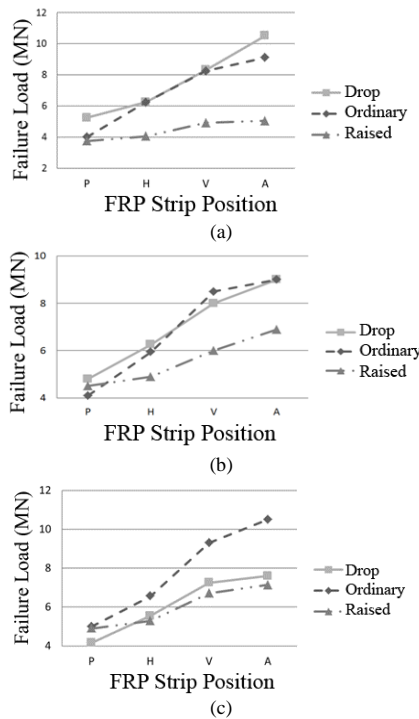 Failure Load (MN)
12
10
8
6
4
2
P H V A
FRP Strip Position
Drop
Ordinary
Raised
(a)
Failure Load (MN)
10
8
6
4
P H V A
FRP Strip Position
Drop
Ordinary
Raised
(b)
Failure Load (MN)
12
10
8
6
4
P H V A
FRP Strip Position
Drop
Ordinary
Raised
(c)